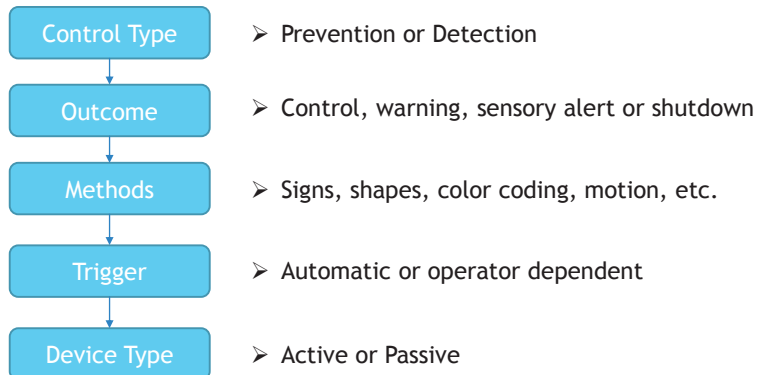 Control Type
➢ Prevention or Detection
Outcome
➢ Control, warning, sensory alert or shutdown
Methods
➢ Signs, shapes, color coding, motion, etc.
Trigger
➢ Automatic or operator dependent
Device Type
➢ Active or Passive